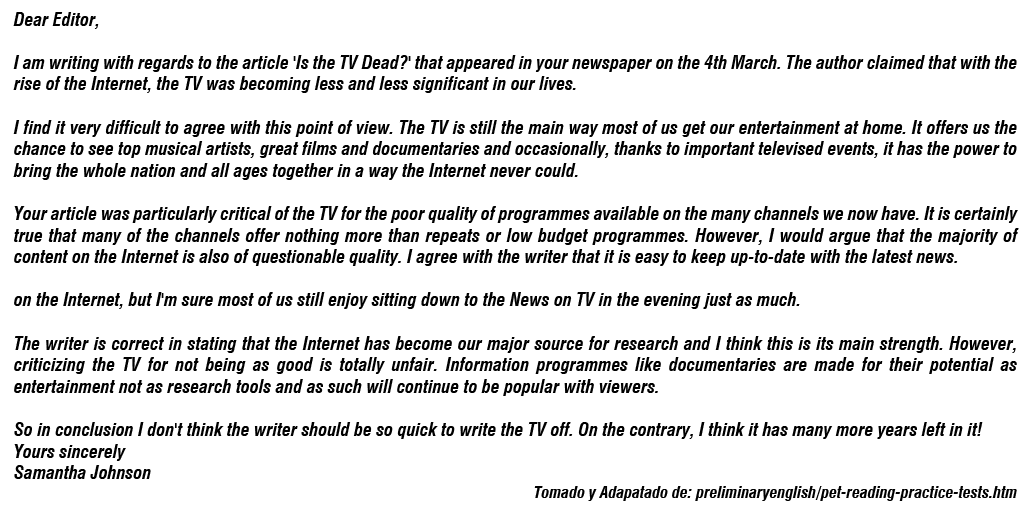 Dear Editor,
I am writing with regards to the article 'Is the TV Dead?' that appeared in your newspaper on the 4th March. The author claimed that with the
rise of the Internet, the TV was becoming less and less significant in our lives.
I find it very difficult to agree with this point of view. The TV is still the main way most of us get our entertainment at home. It offers us the
chance to see top musical artists, great films and documentaries and occasionally, thanks to important televised events, it has the power to
bring the whole nation and all ages together in a way the Internet never could.
Your article was particularly critical of the TV for the poor quality of programmes available on the many channels we now have. It is certainly
true that many of the channels offer nothing more than repeats or low budget programmes. However, I would argue that the majority of
content on the Internet is also of questionable quality. I agree with the writer that it is easy to keep up-to-date with the latest news.
on the Internet, but I'm sure most of us still enjoy sitting down to the News on TV in the evening just as much.
The writer is correct in stating that the Internet has become our major source for research and I think this is its main strength. However,
criticizing the TV for not being as good is totally unfair. Information programmes like documentaries are made for their potential as
entertainment not as research tools and as such will continue to be popular with viewers.
So in conclusion I don't think the writer should be so quick to write the TV off. On the contrary, I think it has many more years left in it!
Yours sincerely
Samantha Johnson
Tomado y Adapatado de: preliminaryenglish/pet-reading-practice-tests.htm